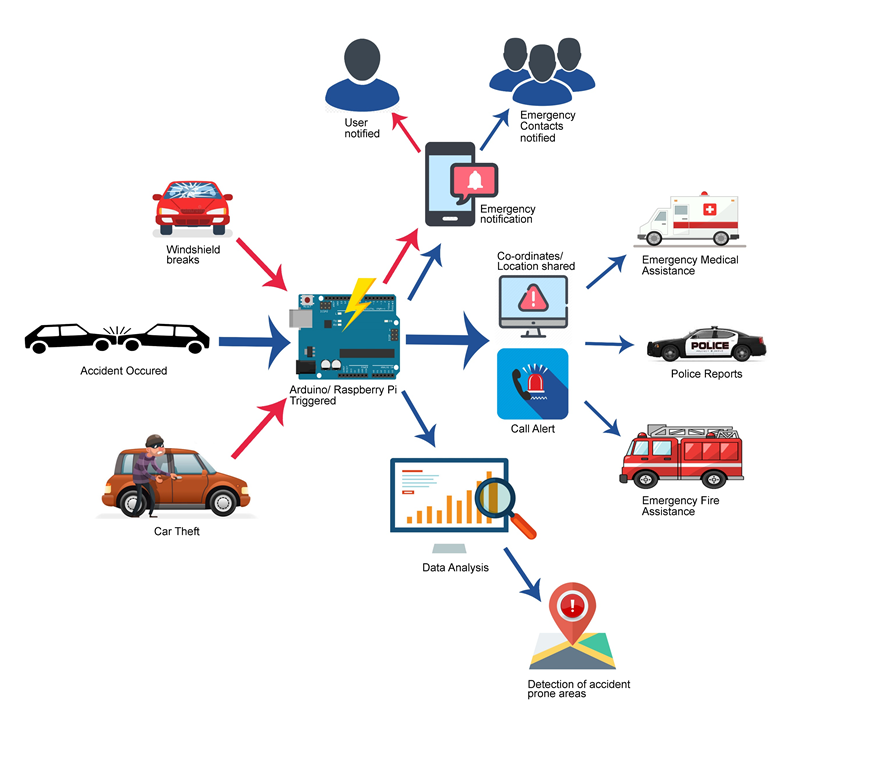 User
notified
Emergency
Contacts
notified
Emergency
notification
Windshield
breaks
Co-ordinates/
Location shared
Emergency Medical
Assistance
Accident Occured
Arduino/ Raspberry Pi
Triggered
POLICE
Police Reports
Call Alert
Car Theft
Emergency Fire
Assistance
Data Analysis
Detection of accident
prone areas